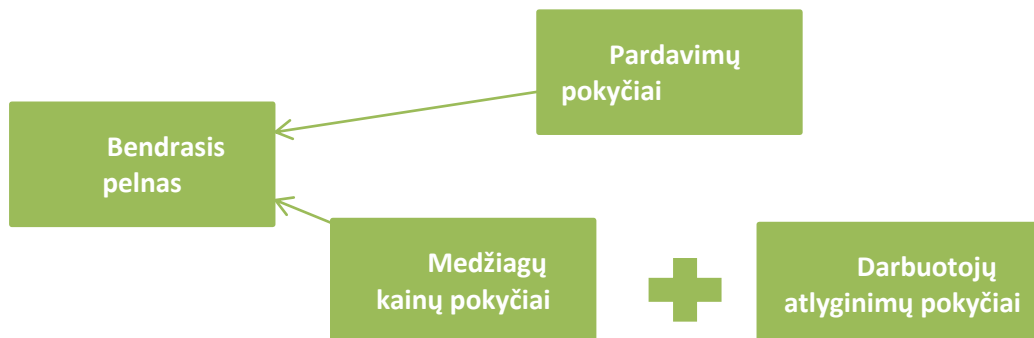 Pardavimų
pokyčiai
Bendrasis
pelnas
Medžiagų
kainų pokyčiai
Darbuotojų
atlyginimų pokyčiai